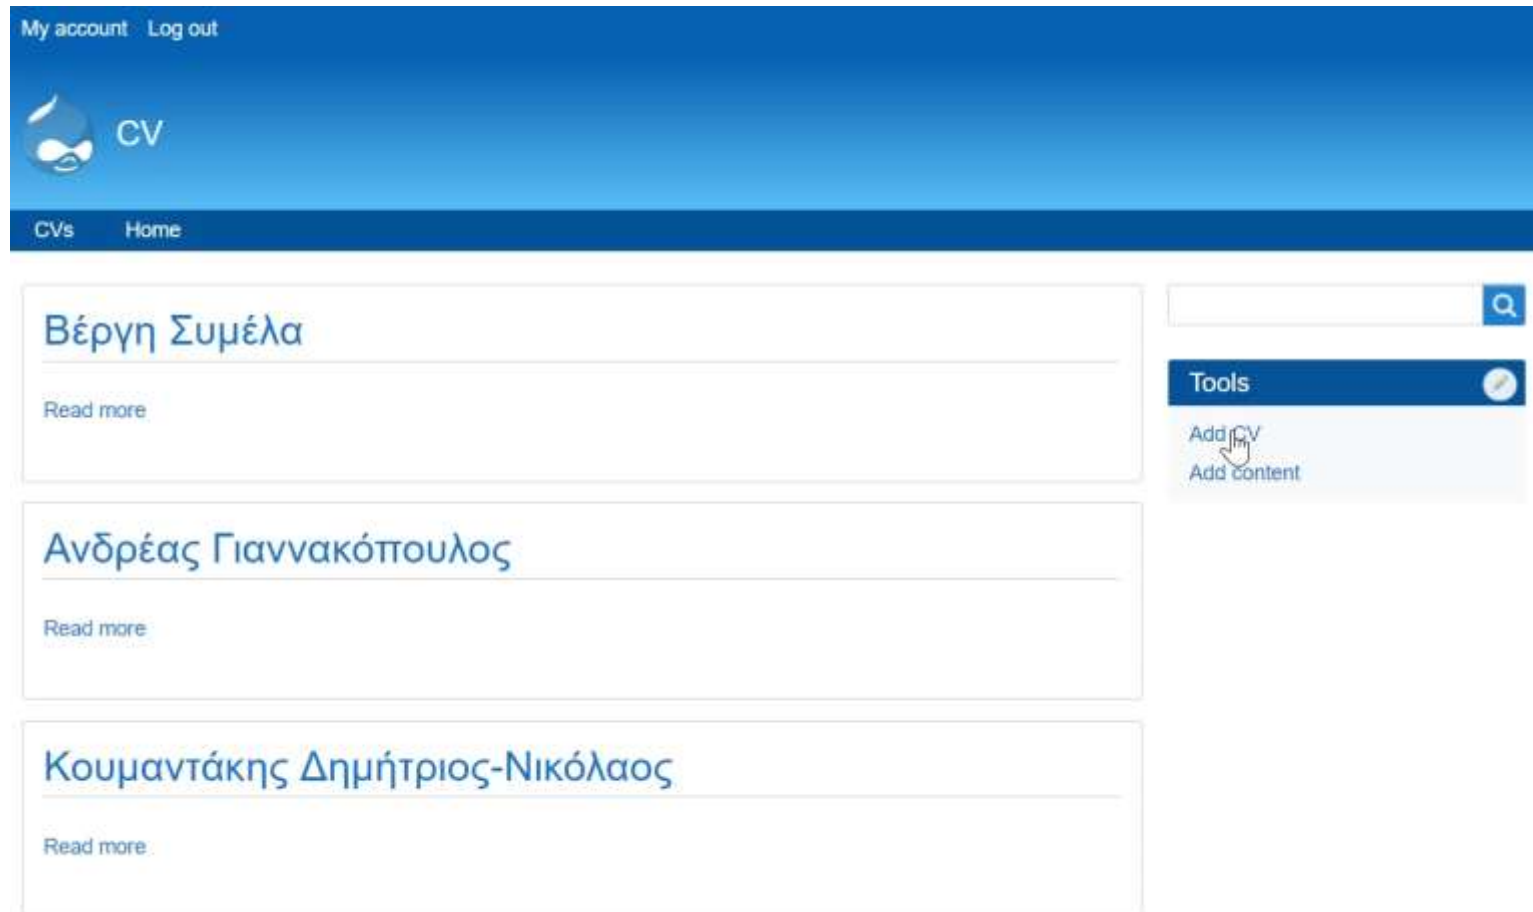 My account Log out
CV
CVs Home
Βέργη Συμέλα
Read more
Ανδρέας Γιαννακόπουλος
Read more
Κουμαντάκης Δημήτριος-Νικόλαος
Read more
Tools
Add CV
Add content